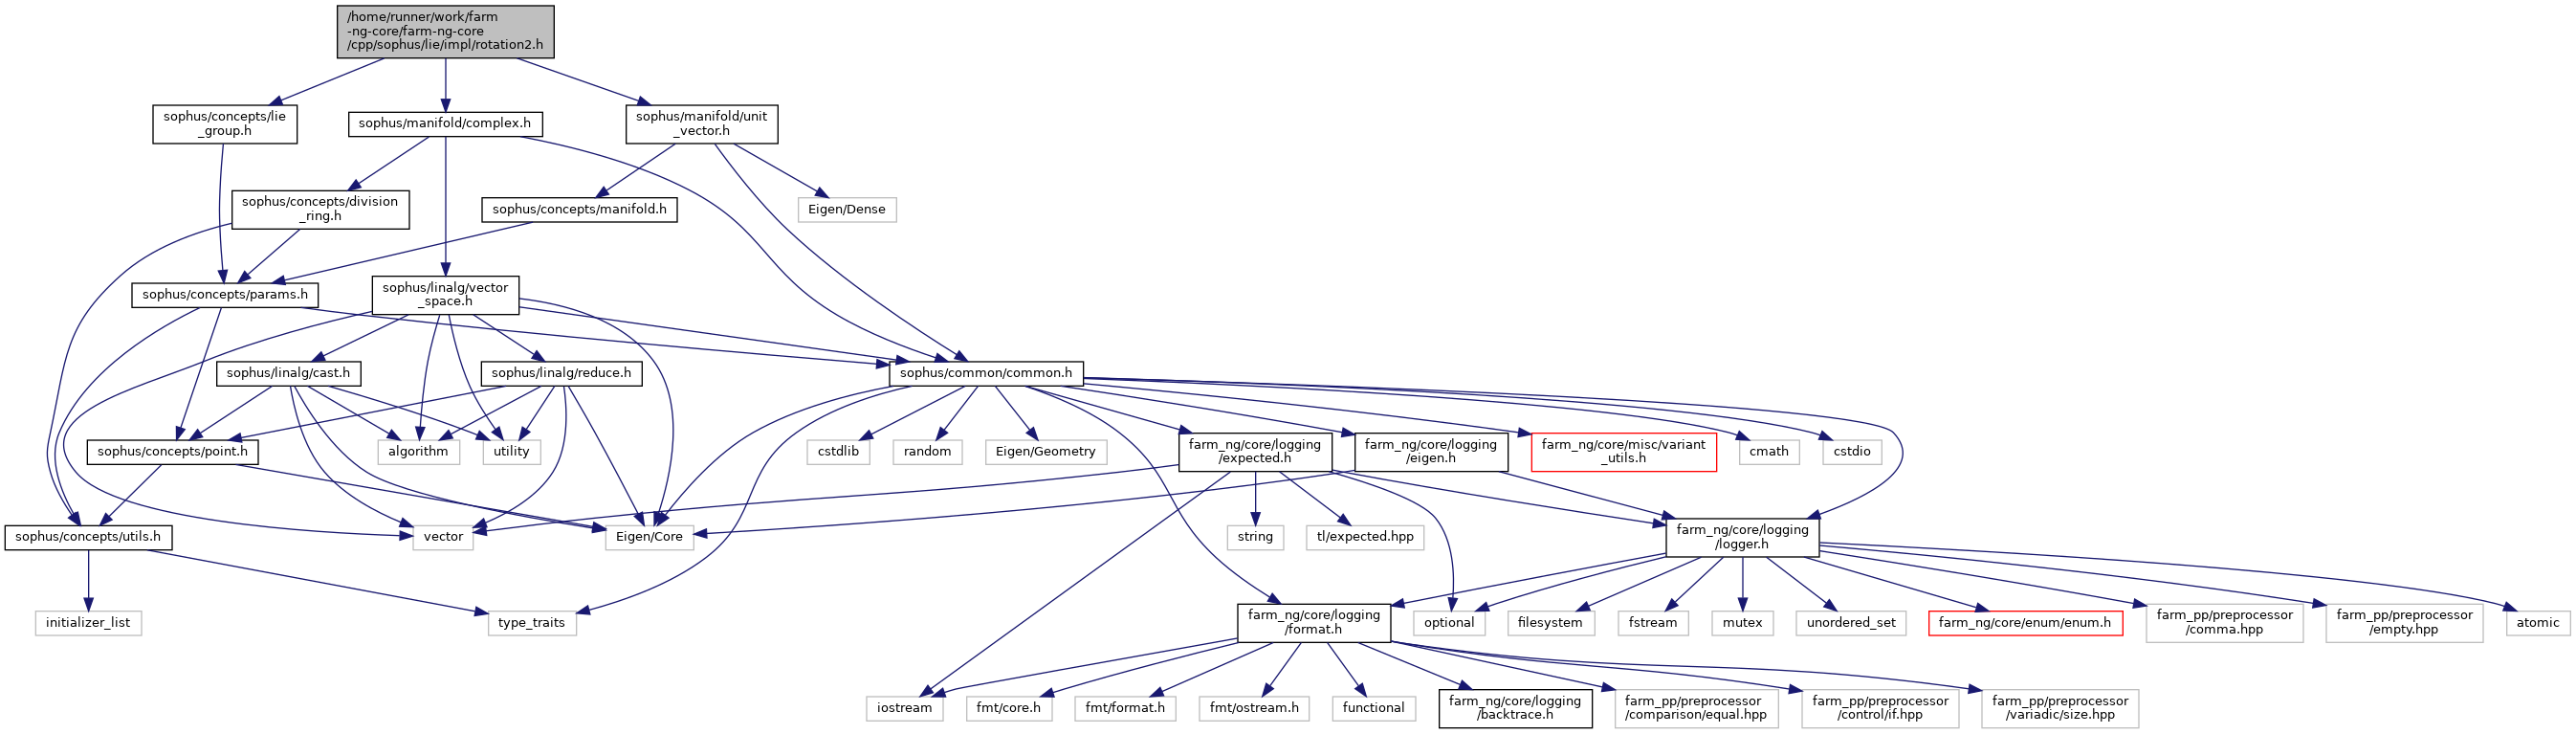 /home/runner/work/farm
-ng-core/farm-ng-core
/cpp/sophus/lie/impl/rotation2.h
sophus/concepts/lie
_group.h
sophus/manifold/complex.h
sophus/manifold/unit
_vector.h
sophus/concepts/division
_ring.h
sophus/concepts/manifold.h
Eigen/Dense
sophus/concepts/params.h
sophus/linalg/vector
_space.h
sophus/linalg/cast.h
sophus/linalg/reduce.h
sophus/common/common.h
sophus/concepts/point.h
algorithm
utility
cstdlib
random
Eigen/Geometry
farm_ng/core/logging
/expected.h
farm_ng/core/logging
/eigen.h
farm_ng/core/misc/variant
_utils.h
cmath
cstdio
sophus/concepts/utils.h
vector
Eigen/Core
string
tl/expected.hpp
farm_ng/core/logging
/logger.h
initializer_list
type_traits
farm_ng/core/logging
/format.h
optional
filesystem
fstream
mutex
unordered_set
farm_ng/core/enum/enum.h
farm_pp/preprocessor
/comma.hpp
farm_pp/preprocessor
/empty.hpp
atomic
iostream
fmt/core.h
fmt/format.h
fmt/ostream.h
functional
farm_ng/core/logging
/backtrace.h
farm_pp/preprocessor
/comparison/equal.hpp
farm_pp/preprocessor
/control/if.hpp
farm_pp/preprocessor
/variadic/size.hpp